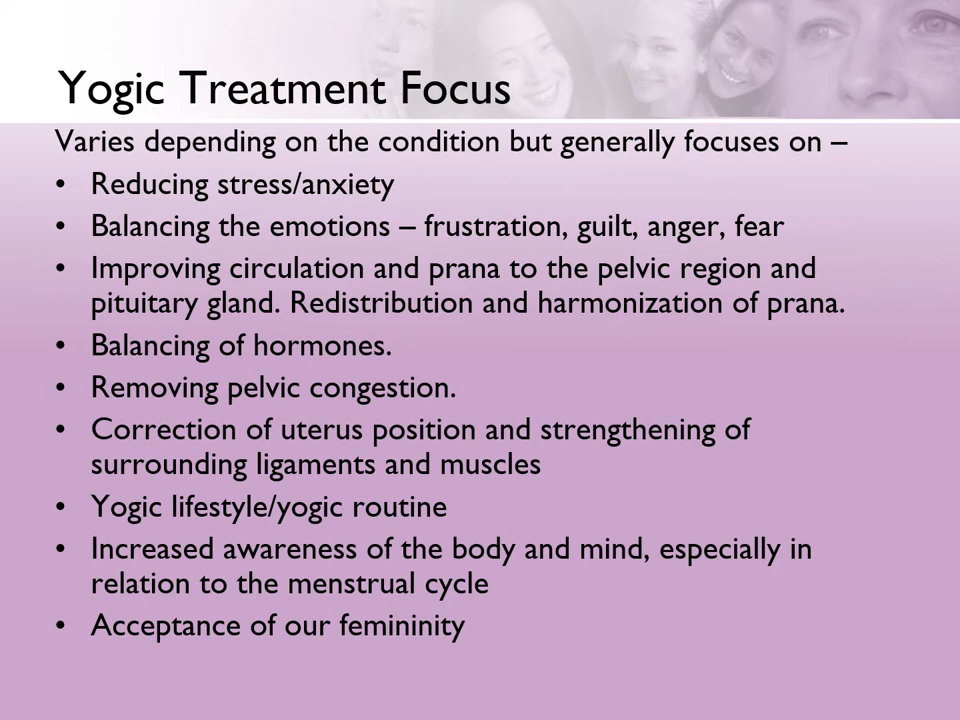 Yogic Treatment Focus
Varies depending on the condition but generally focuses on –
• Reducing stress/anxiety
• Balancing the emotions – frustration, guilt, anger, fear
• Improving circulation and prana to the pelvic region and
pituitary gland. Redistribution and harmonization of prana.
• Balancing of hormones.
• Removing pelvic congestion.
• Correction of uterus position and strengthening of
surrounding ligaments and muscles
• Yogic lifestyle/yogic routine
• Increased awareness of the body and mind, especially in
relation to the menstrual cycle
• Acceptance of our femininity